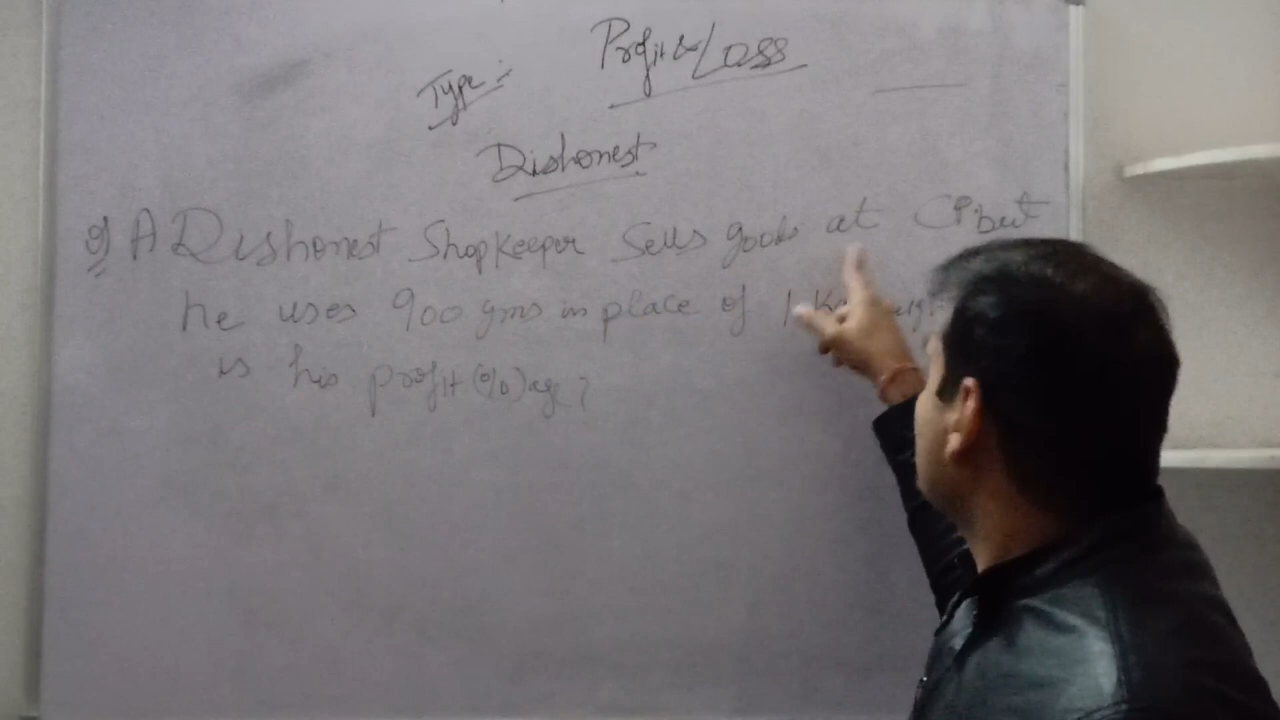 Profit & Loss
Type :-
Dishonest
Q) A Dishonest Shopkeeper Sells goods at CP but
he uses 900 gms in place of 1 Kg
is his profit (%)age?